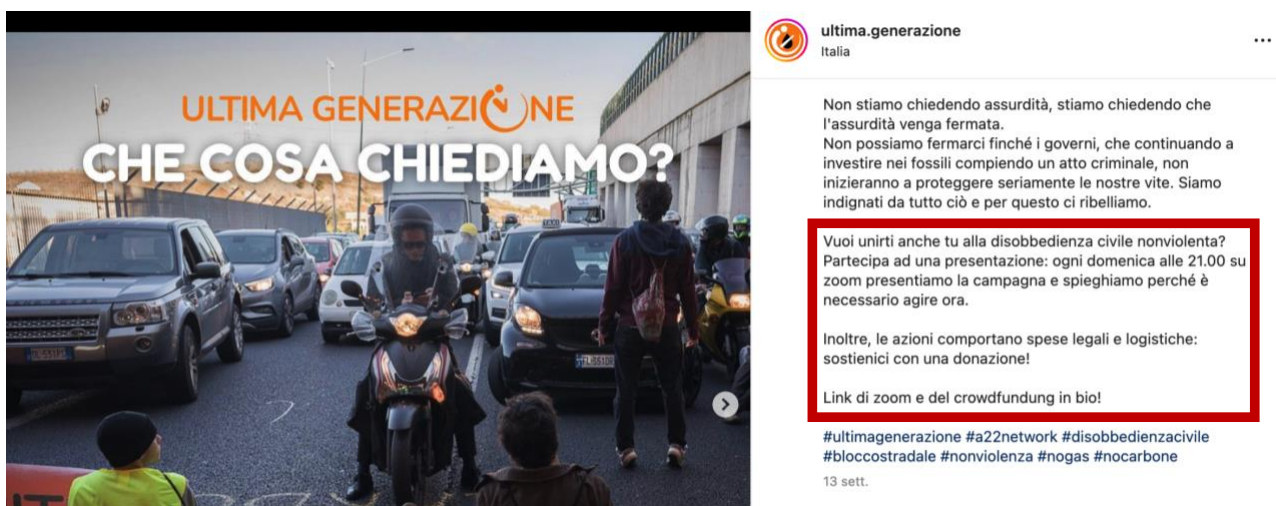 ULTIMA GENERAZIONE
CHE COSA CHIEDIAMO?
TAXI
ultima.generazione
Italia
...
Non stiamo chiedendo assurdità, stiamo chiedendo che
l'assurdità venga fermata.
Non possiamo fermarci finché i governi, che continuando a
investire nei fossili compiendo un atto criminale, non
inizieranno a proteggere seriamente le nostre vite. Siamo
indignati da tutto ciò e per questo ci ribelliamo.
Vuoi unirti anche tu alla disobbedienza civile nonviolenta?
Partecipa ad una presentazione: ogni domenica alle 21.00 su
zoom presentiamo la campagna e spieghiamo perché è
necessario agire ora.
Inoltre, le azioni comportano spese legali e logistiche:
sostienici con una donazione!
Link di zoom e del crowdfundung in bio!
#ultimagenerazione #a22network #disobbedienzacivile
#bloccostradale #nonviolenza #nogas #nocarbone
13 sett.